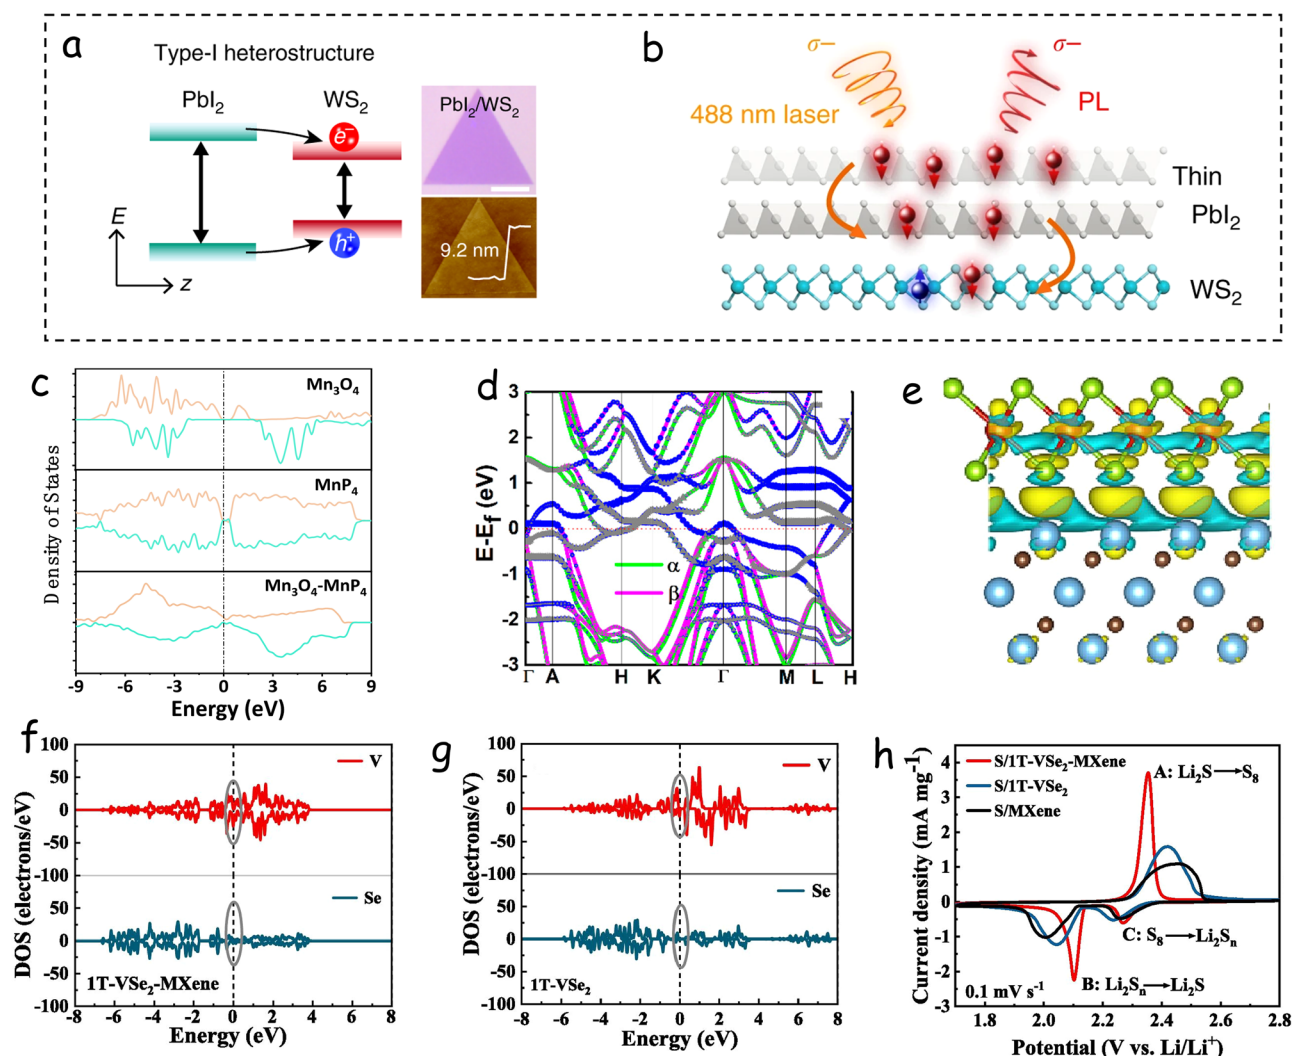 a
Type-I heterostructure
PbI₂
WS₂
e⁻
h⁺
E
z
PbI₂/WS₂
9.2 nm
b
σ−
σ−
488 nm laser
PL
Thin
PbI₂
WS₂
c
Mn₃O₄
MnP₄
Mn₃O₄-MnP₄
Density of States
-9 -6 -3 0 3 6 9
Energy (eV)
d
3
2
1
0
-1
-2
-3
E-E_f (eV)
α
β
Γ A H K Γ M L H
e
f
100
50
0
-50
-100
50
0
-50
-100
DOS (electrons/eV)
V
Se
1T-VSe₂-MXene
-8 -6 -4 -2 0 2 4 6 8
Energy (eV)
g
100
50
0
-50
-100
50
0
-50
-100
DOS (electrons/eV)
V
Se
1T-VSe₂
-8 -6 -4 -2 0 2 4 6 8
Energy (eV)
h
4
3
2
1
0
-1
-2
-3
Current density (mA mg⁻¹)
S/1T-VSe₂-MXene
S/1T-VSe₂
S/MXene
A: Li₂S→S₈
C: S₈→Li₂Sₙ
B: Li₂Sₙ→Li₂S
0.1 mV s⁻¹
2.0 2.2 2.4 2.6 2.8
Potential (V vs. Li/Li⁺)